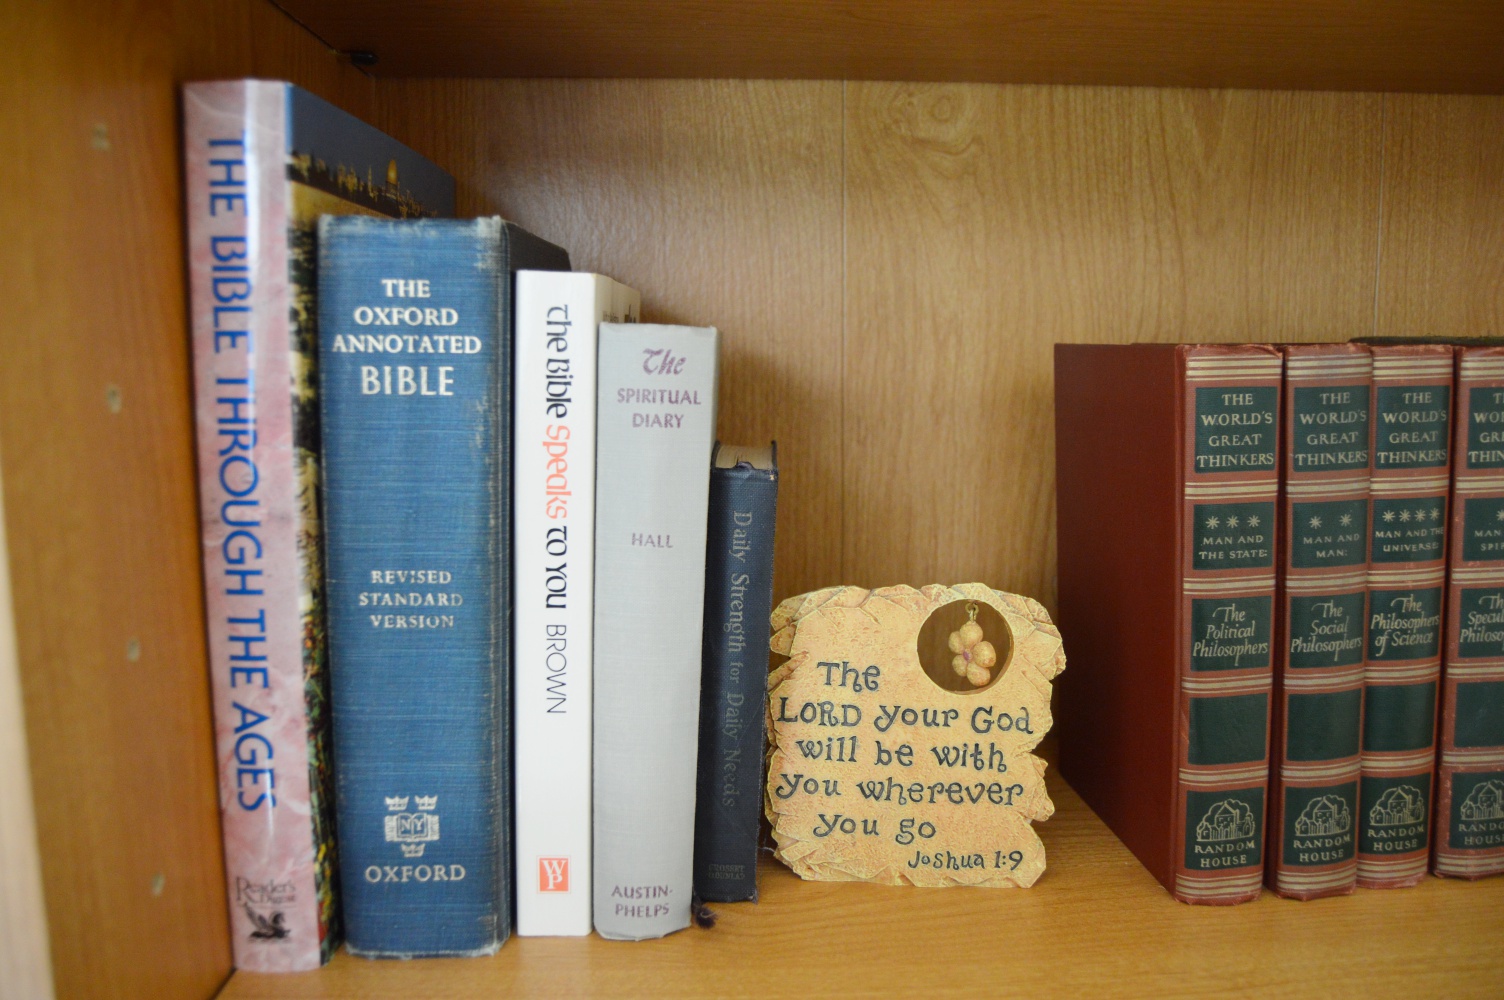 THE BIBLE THROUGH THE AGES
Reader's
Digest
THE
OXFORD
ANNOTATED
BIBLE
REVISED
STANDARD
VERSION
NY
OXFORD
The Bible Speaks TO YOU BROWN
WP
The
SPIRITUAL
DIARY
HALL
AUSTIN-
PHELPS
Daily Strength for Daily Needs
The
LORD your God
will be with
you wherever
you go
Joshua 1:9
THE
WORLD'S
GREAT
THINKERS
MAN AND
THE STATE:
The
Political
Philosophers
RANDOM
HOUSE
THE
WORLD'S
GREAT
THINKERS
MAN AND
MAN:
The
Social
Philosophers
RANDOM
HOUSE
THE
WORLD'S
GREAT
THINKERS
MAN AND THE
UNIVERSE:
The
Philosophers
of Science
RANDOM
HOUSE